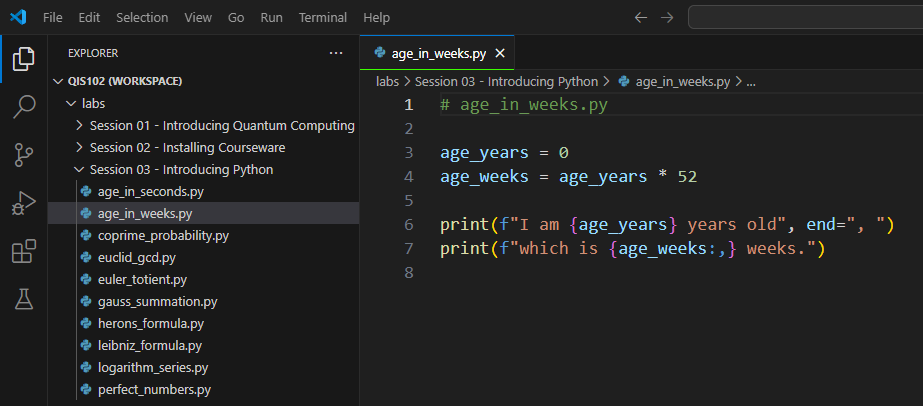 File Edit Selection View Go Run Terminal Help
EXPLORER
QIS102 (WORKSPACE)
labs
Session 01 - Introducing Quantum Computing
Session 02 - Installing Courseware
Session 03 - Introducing Python
age_in_seconds.py
age_in_weeks.py
coprime_probability.py
euclid_gcd.py
euler_totient.py
gauss_summation.py
herons_formula.py
leibniz_formula.py
logarithm_series.py
perfect_numbers.py
age_in_weeks.py
labs > Session 03 - Introducing Python > age_in_weeks.py > ...
1 # age_in_weeks.py
2
3 age_years = 0
4 age_weeks = age_years * 52
5
6 print(f"I am {age_years} years old", end=", ")
7 print(f"which is {age_weeks:,} weeks.")
8